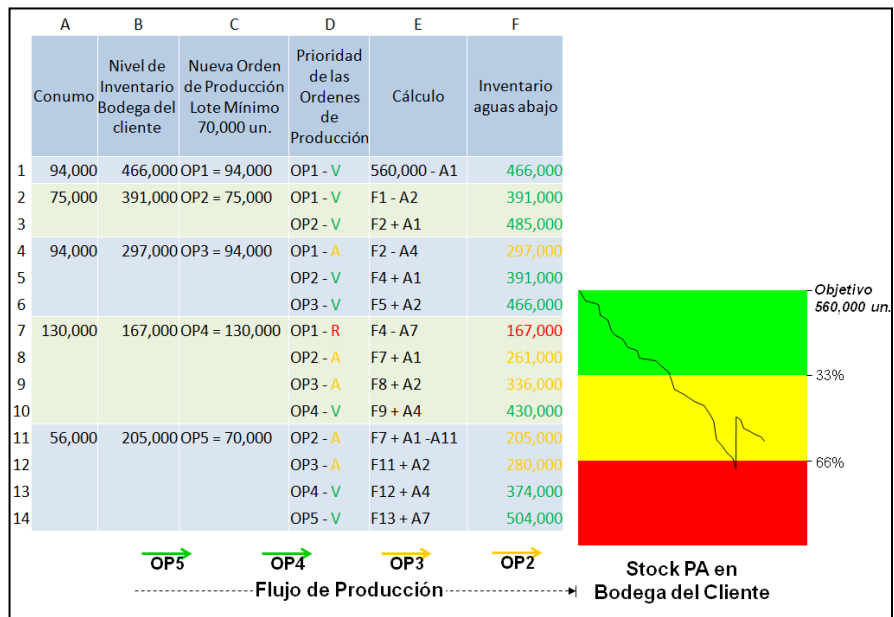 A B C D E F
Conumo
Nivel de
Inventario
Bodega del
cliente
Nueva Orden
de Producción
Lote Mínimo
70,000 un.
Prioridad
de las
Ordenes
de
Producción
Cálculo
Inventario
aguas abajo
1 94,000 466,000 OP1 = 94,000 OP1 - V 560,000 - A1 466,000
2 75,000 391,000 OP2 = 75,000 OP1 - V F1 - A2 391,000
3 OP2 - V F2 + A1 485,000
4 94,000 297,000 OP3 = 94,000 OP1 - A F2 - A4 297,000
5 OP2 - V F4 + A1 391,000
6 OP3 - V F5 + A2 466,000
7 130,000 167,000 OP4 = 130,000 OP1 - R F4 - A7 167,000
8 OP2 - A F7 + A1 261,000
9 OP3 - A F8 + A2 336,000
10 OP4 - V F9 + A4 430,000
11 56,000 205,000 OP5 = 70,000 OP2 - A F7 + A1 -A11 205,000
12 OP3 - A F11 + A2 280,000
13 OP4 - V F12 + A4 374,000
14 OP5 - V F13 + A7 504,000
Objetivo
560,000 un.
33%
66%
OP5 OP4 OP3 OP2
Flujo de Producción
Stock PA en
Bodega del Cliente